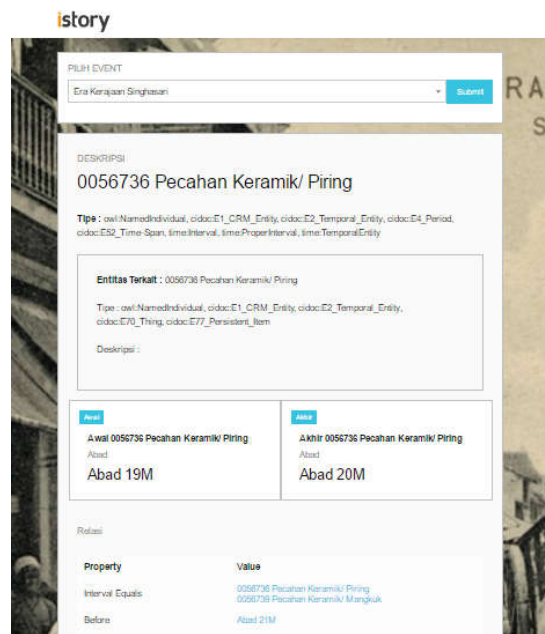 istory
RA
S
PILIH EVENT
Era Kerajaan Singhasari
Submit
DESKRIPSI
0056736 Pecahan Keramik/ Piring
Tipe : owl:NamedIndividual, cidoc:E1_CRM_Entity, cidoc:E2_Temporal_Entity, cidoc:E4_Period,
cidoc:E52_Time-Span, time:Interval, time:ProperInterval, time:TemporalEntity
Entitas Terkait : 0056736 Pecahan Keramik/ Piring
Tipe : owl:NamedIndividual, cidoc:E1_CRM_Entity, cidoc:E2_Temporal_Entity,
cidoc:E70_Thing, cidoc:E77_Persistent_Item
Deskripsi :
Awal
Awal 0056736 Pecahan Keramik/ Piring
Abad
Abad 19M
Akhir
Akhir 0056736 Pecahan Keramik/ Piring
Abad
Abad 20M
Relasi
Property Value
Interval Equals 0056736 Pecahan Keramik/ Piring
0056739 Pecahan Keramik/ Mangkuk
Before Abad 21M